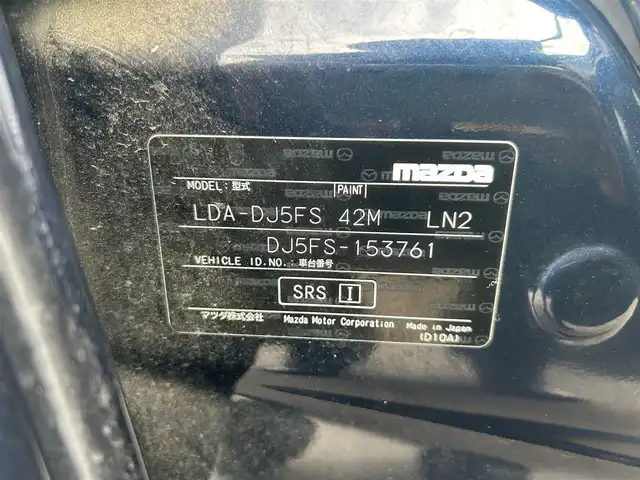 mazda
MODEL:型式 PAINT
LDA-DJ5FS 42M LN2
DJ5FS-153761
VEHICLE ID.NO.:車台番号
SRS I
マツダ株式会社 Mazda Motor Corporation Made in Japan
(D10A)